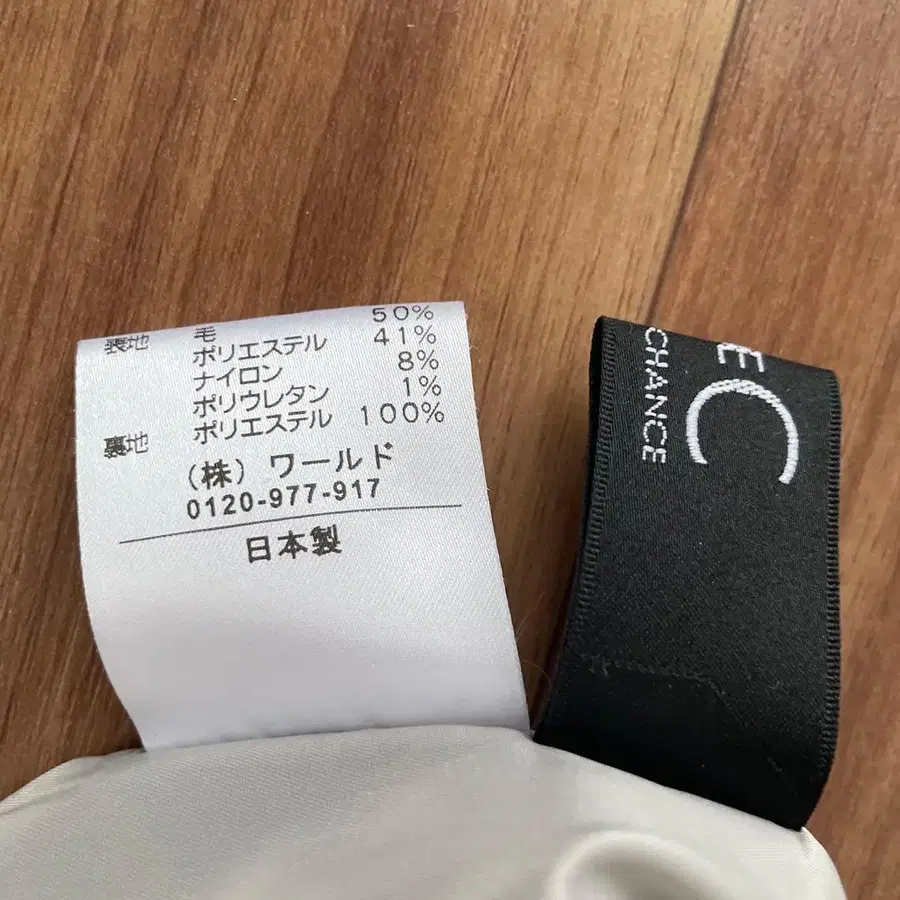 表地 毛 50%
ポリエステル 41%
ナイロン 8%
ポリウレタン 1%
裏地 ポリエステル 100%
(株) ワールド
0120-977-917
日本製
E C
CHANCE